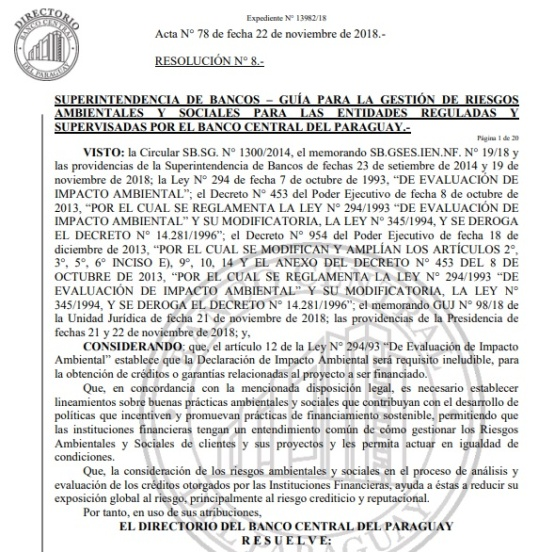 Expediente N° 13982/18
DIRECTORIO
BANCO CENTRAL
DEL PARAGUAY
Acta N° 78 de fecha 22 de noviembre de 2018.-
RESOLUCIÓN N° 8.-
SUPERINTENDENCIA DE BANCOS – GUÍA PARA LA GESTIÓN DE RIESGOS
AMBIENTALES Y SOCIALES PARA LAS ENTIDADES REGULADAS Y
SUPERVISADAS POR EL BANCO CENTRAL DEL PARAGUAY.-
Página 1 de 20
VISTO: la Circular SB.SG. N° 1300/2014, el memorando SB.GSES.IEN.NF. N° 19/18 y
las providencias de la Superintendencia de Bancos de fechas 23 de setiembre de 2014 y 19 de
noviembre de 2018; la Ley N° 294 de fecha 7 de octubre de 1993, “DE EVALUACIÓN DE
IMPACTO AMBIENTAL”; el Decreto N° 453 del Poder Ejecutivo de fecha 8 de octubre de
2013, “POR EL CUAL SE REGLAMENTA LA LEY N° 294/1993 “DE EVALUACIÓN DE
IMPACTO AMBIENTAL” Y SU MODIFICATORIA, LA LEY N° 345/1994, Y SE DEROGA
EL DECRETO N° 14.281/1996”; el Decreto N° 954 del Poder Ejecutivo de fecha 18 de
diciembre de 2013, “POR EL CUAL SE MODIFICAN Y AMPLÍAN LOS ARTÍCULOS 2°,
3°, 5°, 6° INCISO E), 9°, 10, 14 Y EL ANEXO DEL DECRETO N° 453 DEL 8 DE
OCTUBRE DE 2013, “POR EL CUAL SE REGLAMENTA LA LEY N° 294/1993 “DE
EVALUACIÓN DE IMPACTO AMBIENTAL” Y SU MODIFICATORIA, LA LEY N°
345/1994, Y SE DEROGA EL DECRETO N° 14.281/1996”; el memorando GUJ N° 98/18 de
la Unidad Jurídica de fecha 21 de noviembre de 2018; las providencias de la Presidencia de
fechas 21 y 22 de noviembre de 2018; y,
CONSIDERANDO: que, el artículo 12 de la Ley N° 294/93 “De Evaluación de Impacto
Ambiental” establece que la Declaración de Impacto Ambiental será requisito ineludible, para
la obtención de créditos o garantías relacionadas al proyecto a ser financiado.
Que, en concordancia con la mencionada disposición legal, es necesario establecer
lineamientos sobre buenas prácticas ambientales y sociales que contribuyan con el desarrollo de
políticas que incentiven y promuevan prácticas de financiamiento sostenible, permitiendo que
las instituciones financieras tengan un entendimiento común de cómo gestionar los Riesgos
Ambientales y Sociales de clientes y sus proyectos y les permita actuar en igualdad de
condiciones.
Que, la consideración de los riesgos ambientales y sociales en el proceso de análisis y
evaluación de los créditos otorgados por las Instituciones Financieras, ayuda a éstas a reducir su
exposición global al riesgo, principalmente al riesgo crediticio y reputacional.
Por tanto, en uso de sus atribuciones,
EL DIRECTORIO DEL BANCO CENTRAL DEL PARAGUAY
R E S U E L V E: